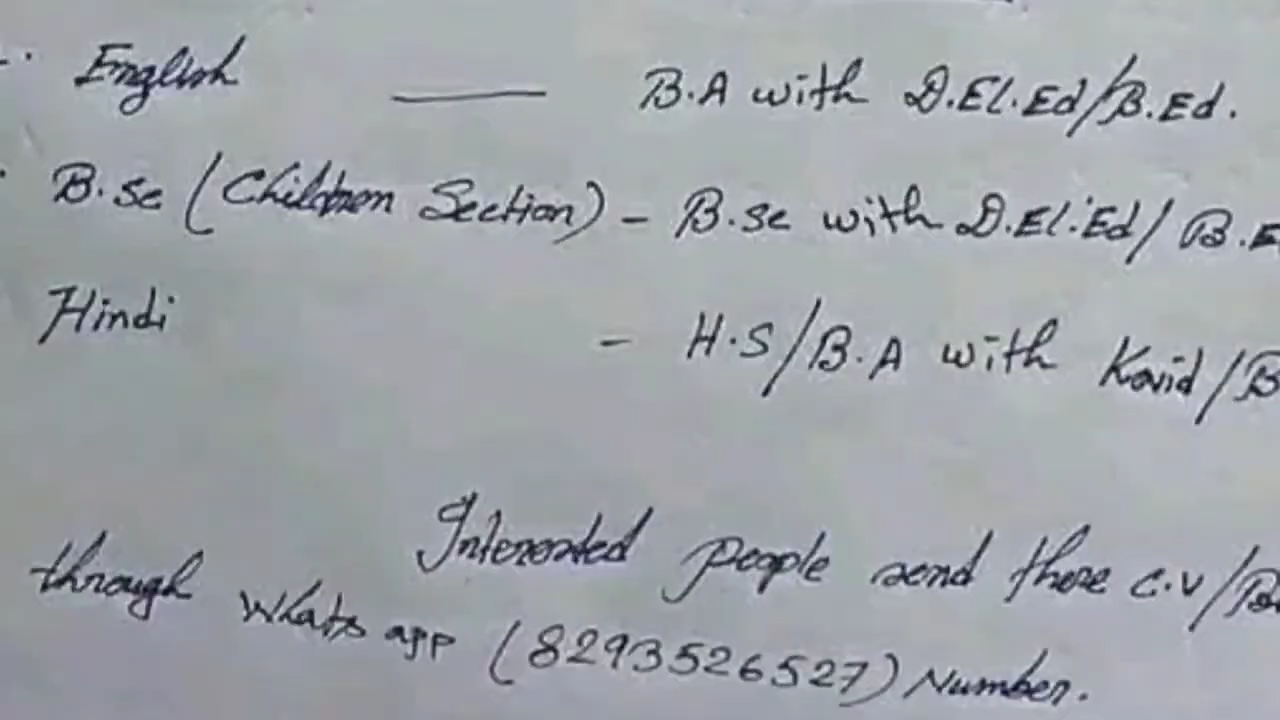 English — B.A with D.El.Ed/B.Ed.
B.Sc (Children Section) - B.Sc with D.El.Ed/ B.E
Hindi - H.S/B.A with Kovid/B
Interested people send there C.V/
through Whats app (8293526527) Number.